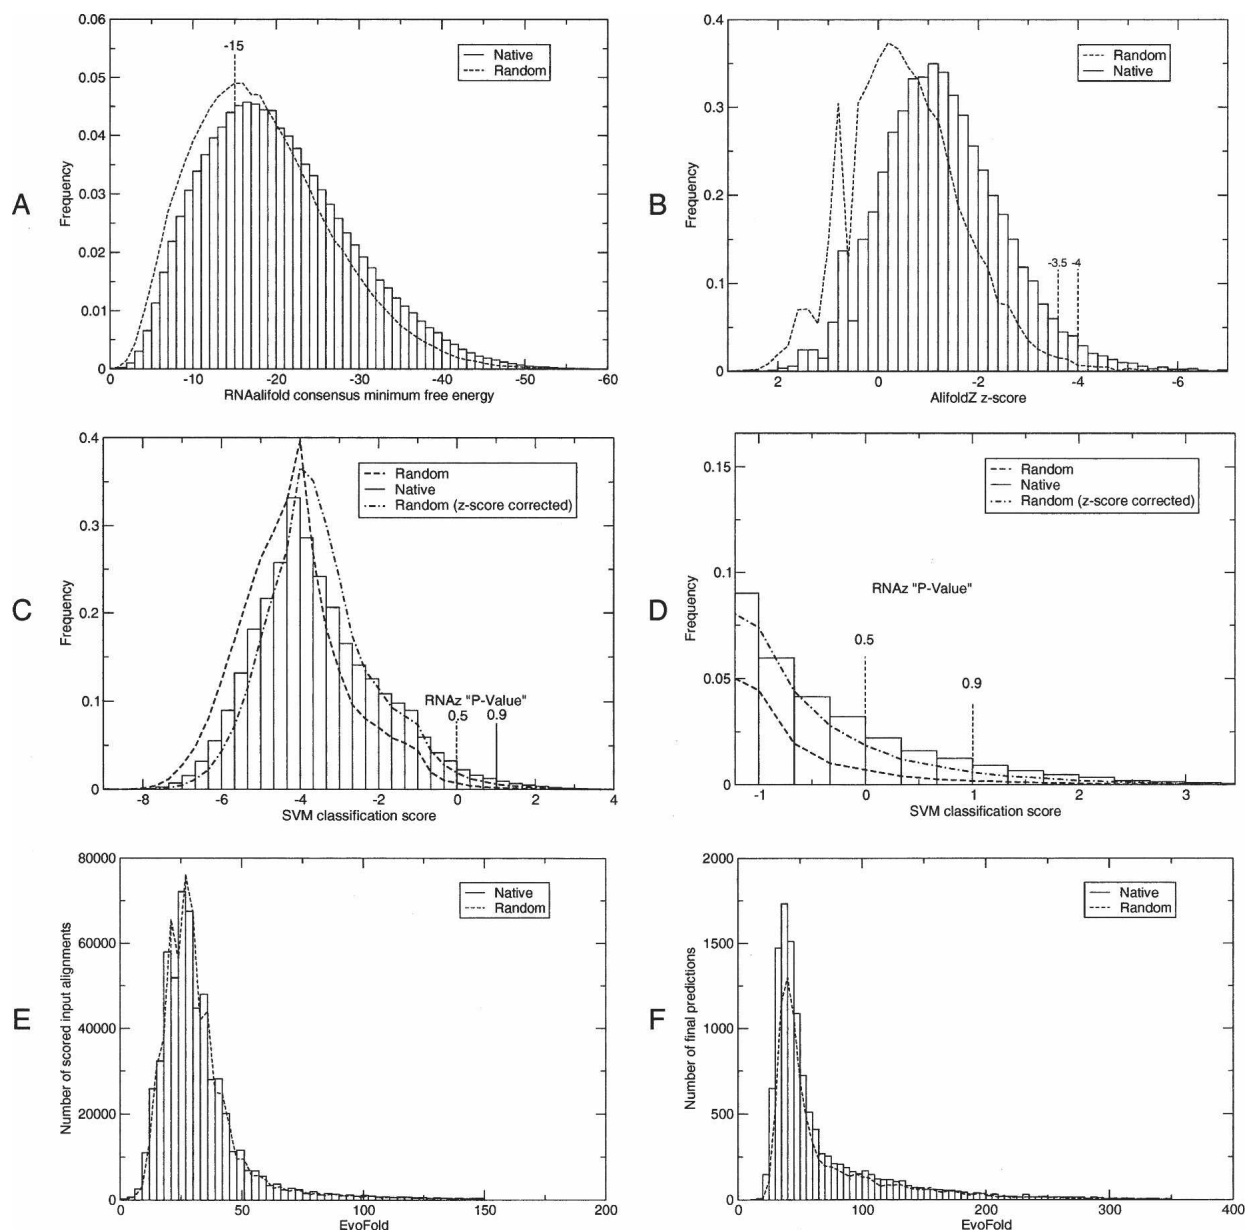 A
0.06
0.05
0.04
0.03
0.02
0.01
0
Frequency
-15
Native
Random
0 -10 -20 -30 -40 -50 -60
RNAalifold consensus minimum free energy
B
0.4
0.3
0.2
0.1
0
Frequency
Random
Native
-3.5 -4
2 0 -2 -4 -6
AlifoldZ z-score
C
0.4
0.3
0.2
0.1
0
Frequency
Random
Native
Random (z-score corrected)
RNAz "P-Value"
0.5 0.9
-8 -6 -4 -2 0 2 4
SVM classification score
D
0.15
0.1
0.05
0
Frequency
Random
Native
Random (z-score corrected)
RNAz "P-Value"
0.5
0.9
-1 0 1 2 3
SVM classification score
E
80000
60000
40000
20000
0
Number of scored input alignments
Native
Random
0 50 100 150 200
EvoFold
F
2000
1750
1500
1250
1000
750
500
250
0
Number of final predictions
Native
Random
0 100 200 300 400
EvoFold